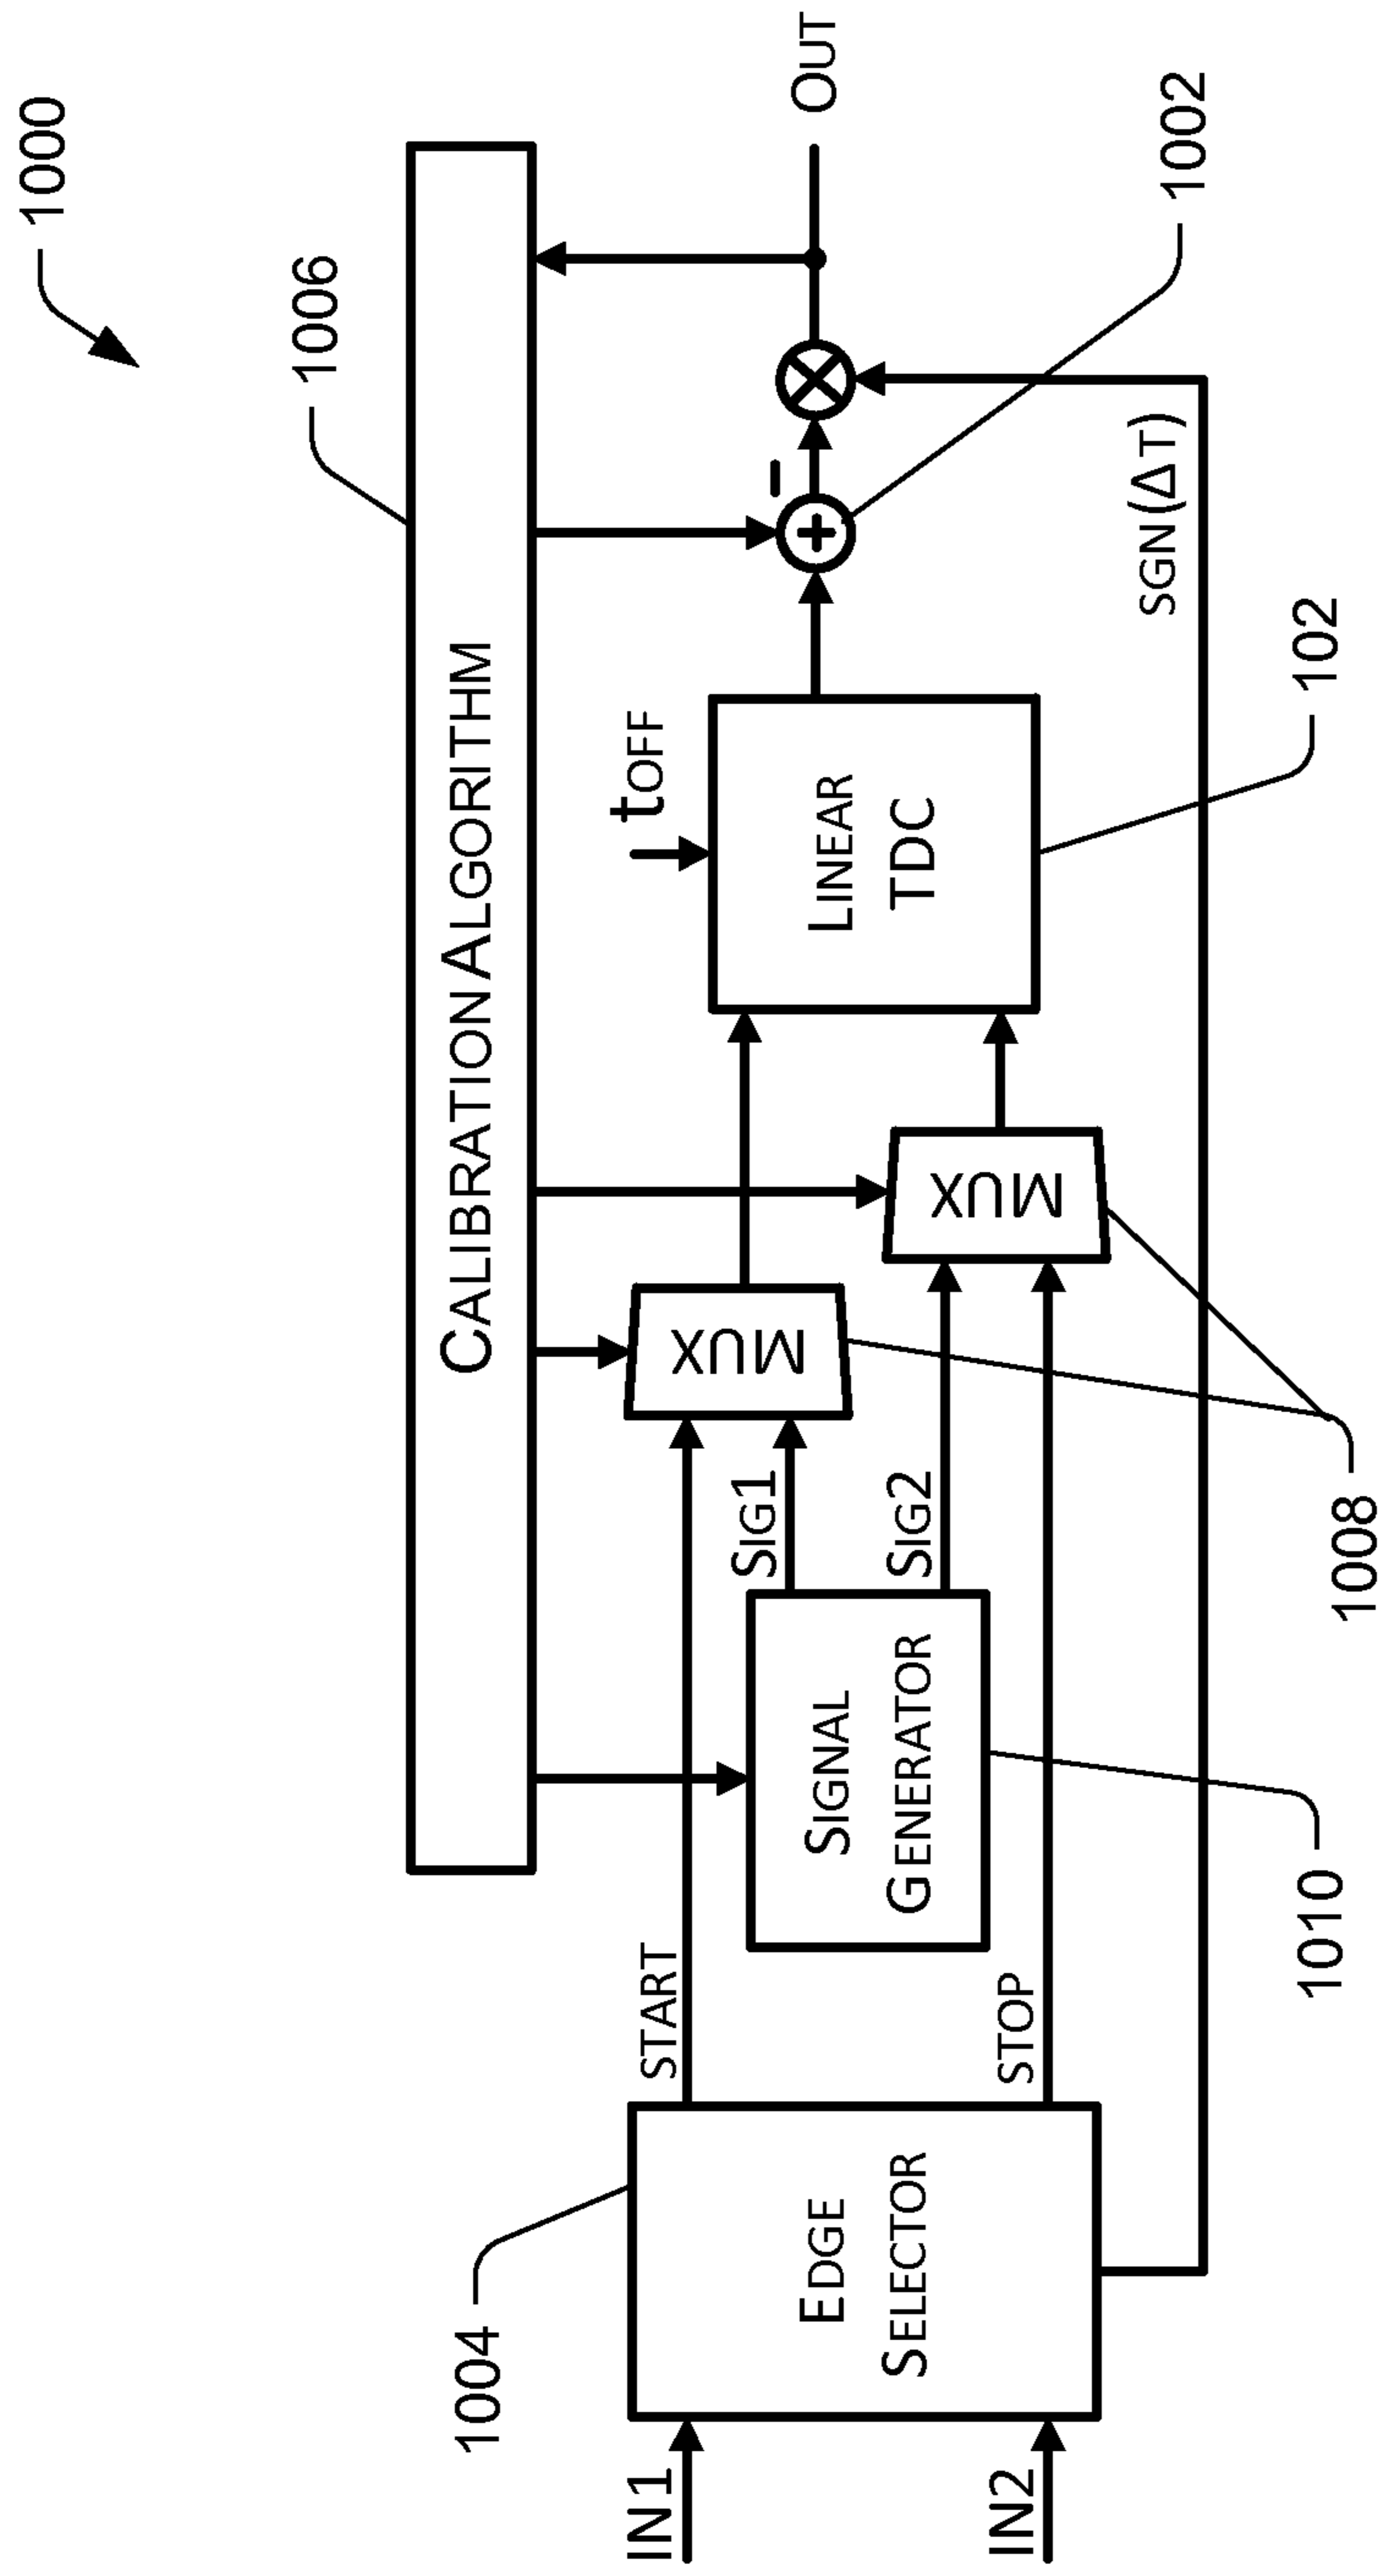 1000
1006
CALIBRATION ALGORITHM
OUT
1002
−
+
tOFF
LINEAR
TDC
102
SGN(ΔT)
MUX
MUX
1008
SIG1
SIG2
SIGNAL
GENERATOR
1010
START
STOP
1004
EDGE
SELECTOR
IN1
IN2